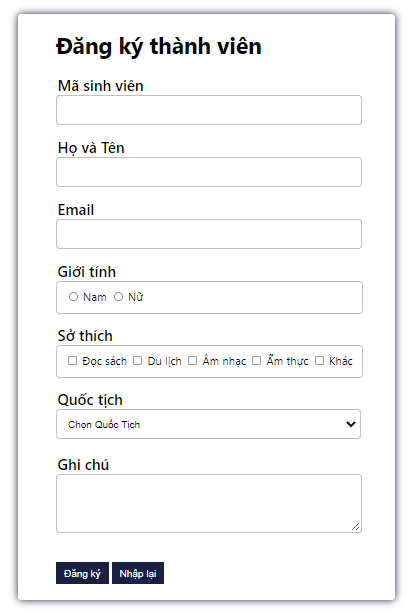 Đăng ký thành viên
Mã sinh viên
Họ và Tên
Email
Giới tính
Nam Nữ
Sở thích
Đọc sách Du lịch Âm nhạc Ẩm thực Khác
Quốc tịch
Chọn Quốc Tịch
Ghi chú
Đăng ký Nhập lại